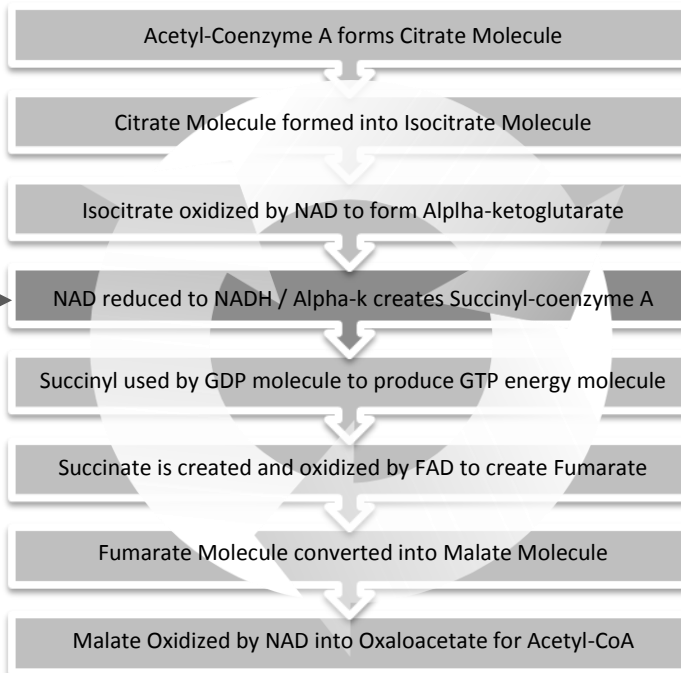 Acetyl-Coenzyme A forms Citrate Molecule
Citrate Molecule formed into Isocitrate Molecule
Isocitrate oxidized by NAD to form Alplha-ketoglutarate
NAD reduced to NADH / Alpha-k creates Succinyl-coenzyme A
Succinyl used by GDP molecule to produce GTP energy molecule
Succinate is created and oxidized by FAD to create Fumarate
Fumarate Molecule converted into Malate Molecule
Malate Oxidized by NAD into Oxaloacetate for Acetyl-CoA